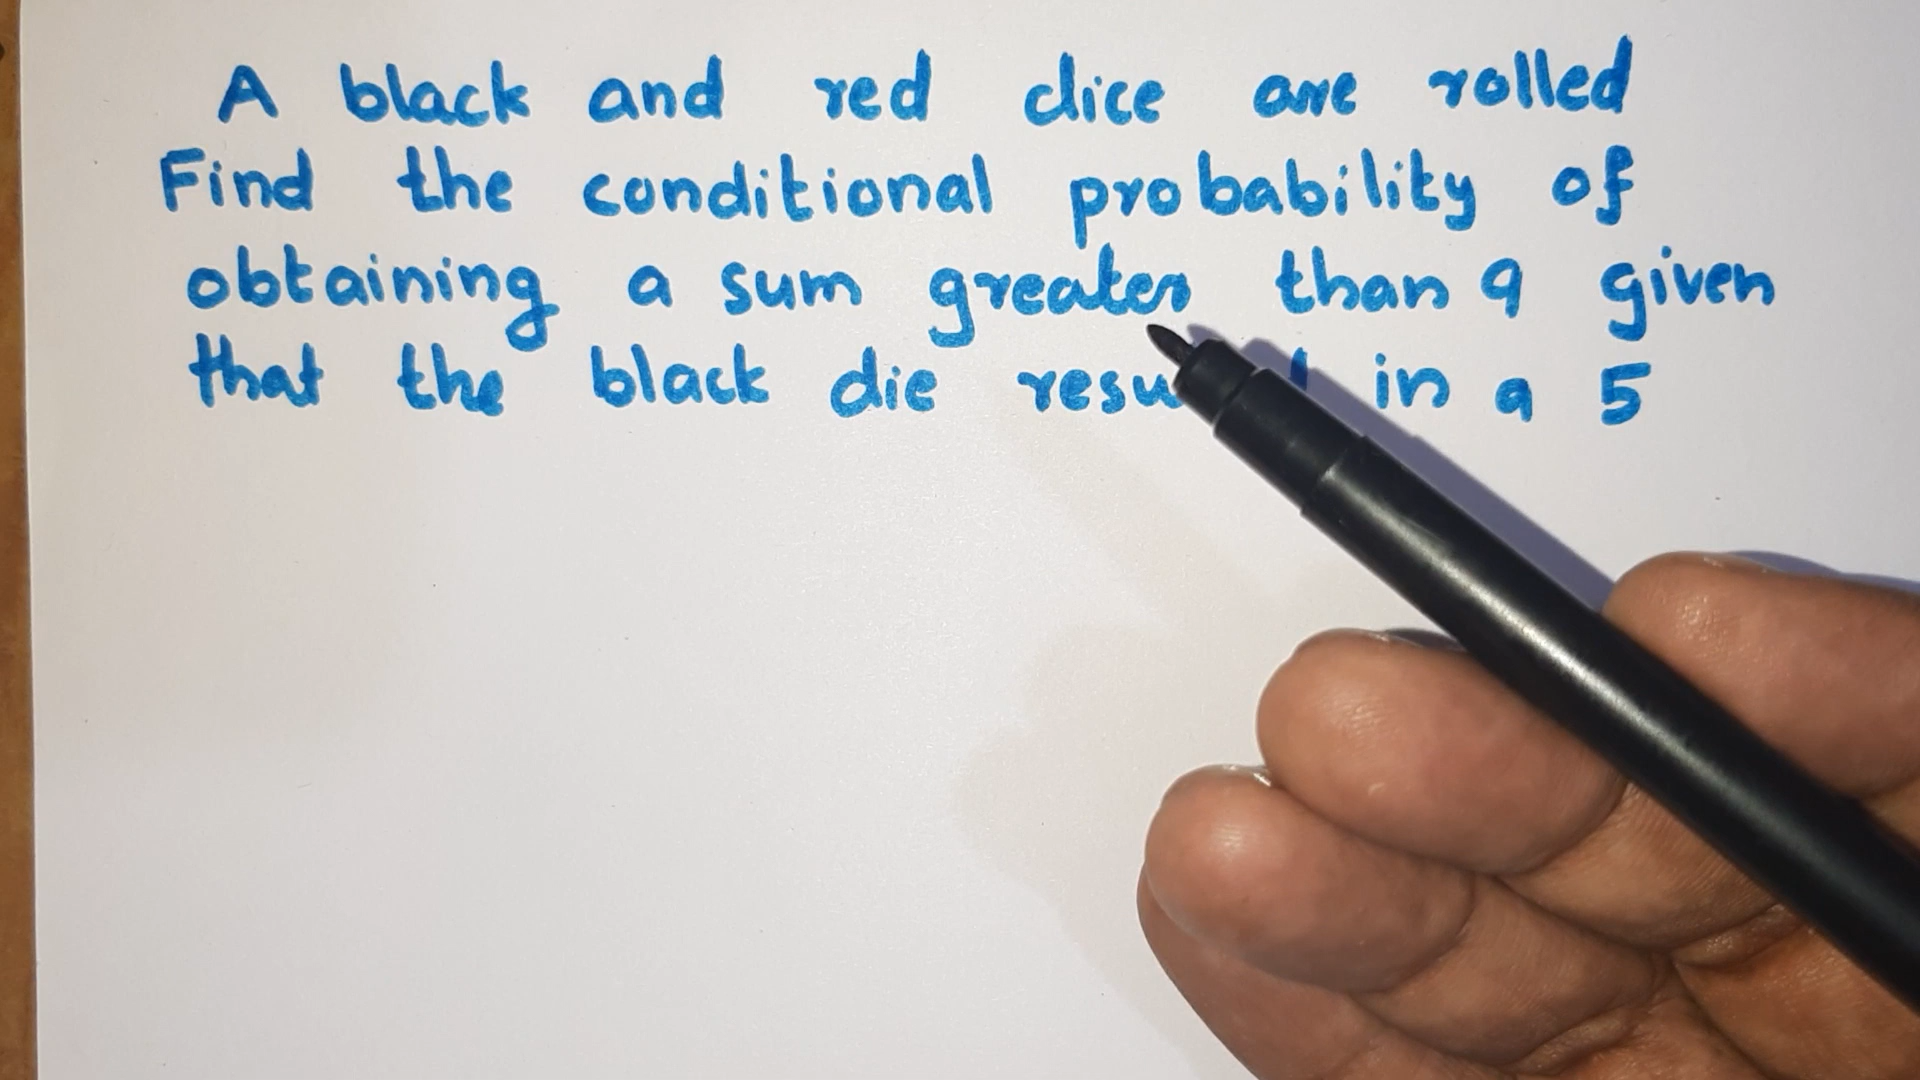 A black and red dice are rolled
Find the conditional probability of
obtaining a sum greater than 9 given
that the black die in a 5